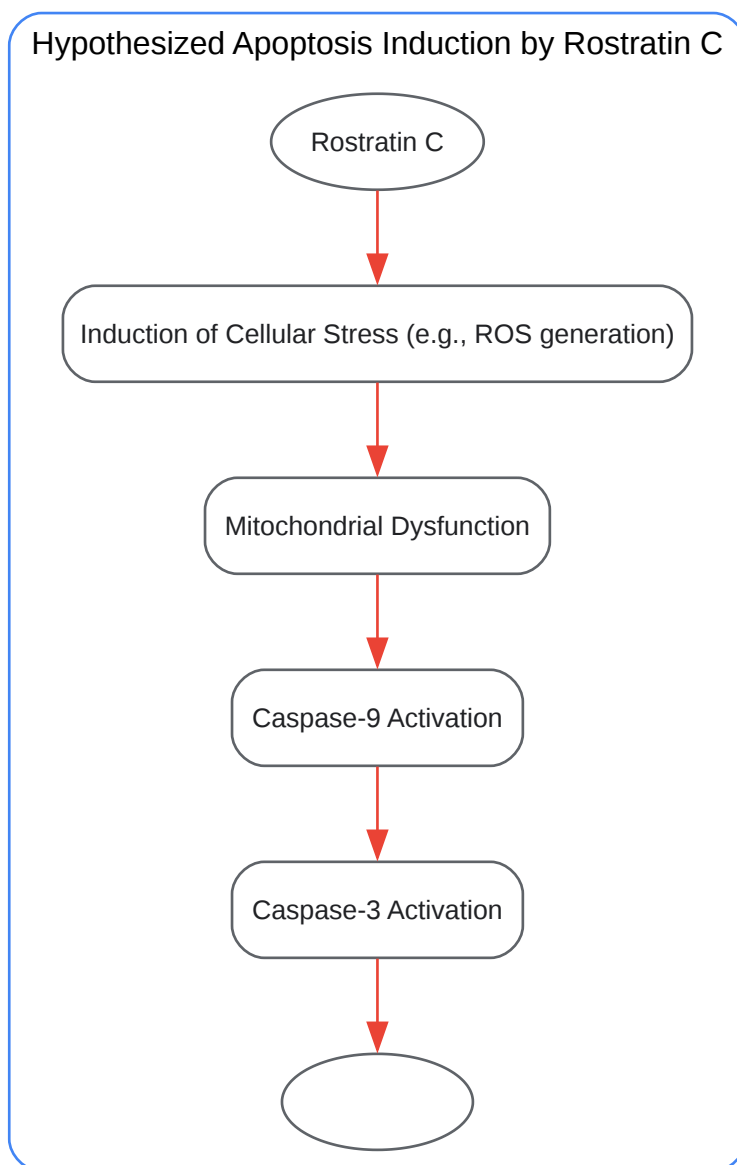 Hypothesized Apoptosis Induction by Rostratin C
Rostratin C
Induction of Cellular Stress (e.g., ROS generation)
Mitochondrial Dysfunction
Caspase-9 Activation
Caspase-3 Activation